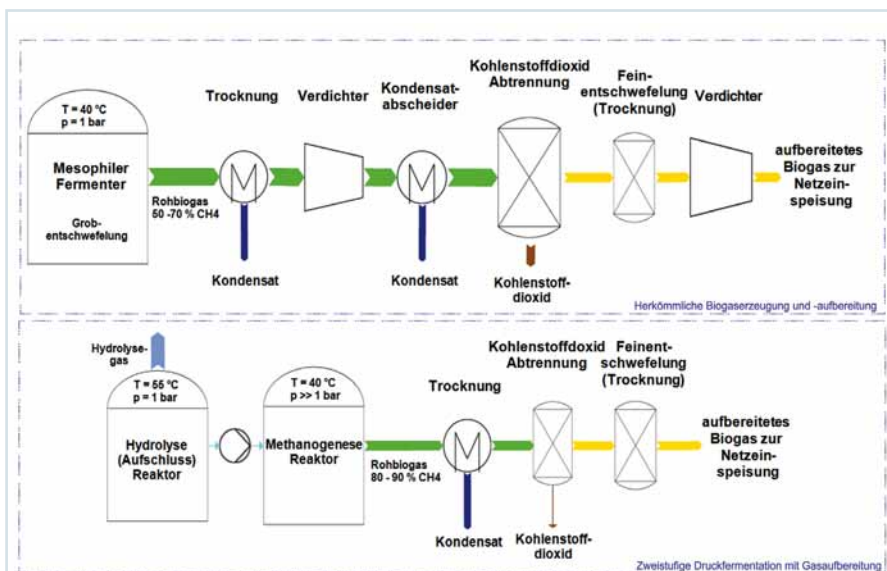 T = 40 °C
p = 1 bar
Mesophiler
Fermenter
Grob-
entschwefelung
Rohbiogas
50 -70 % CH4
Trocknung
Kondensat
Verdichter
Kondensat-
abscheider
Kondensat
Kohlenstoffdioxid
Abtrennung
Kohlenstoff-
dioxid
Fein-
entschwefelung
(Trocknung)
Verdichter
aufbereitetes
Biogas zur
Netzein-
speisung
Herkömmliche Biogaserzeugung und -aufbereitung
Hydrolyse-
gas
T = 55 °C
p = 1 bar
Hydrolyse
(Aufschluss)
Reaktor
T = 40 °C
p >> 1 bar
Methanogenese
Reaktor
Rohbiogas
80 - 90 % CH4
Trocknung
Kondensat
Kohlenstoffdoxid
Abtrennung
Kohlenstoff-
dioxid
Feinent-
schwefelung
(Trocknung)
aufbereitetes
Biogas zur
Netzein-
speisung
Zweistufige Druckfermentation mit Gasaufbereitung